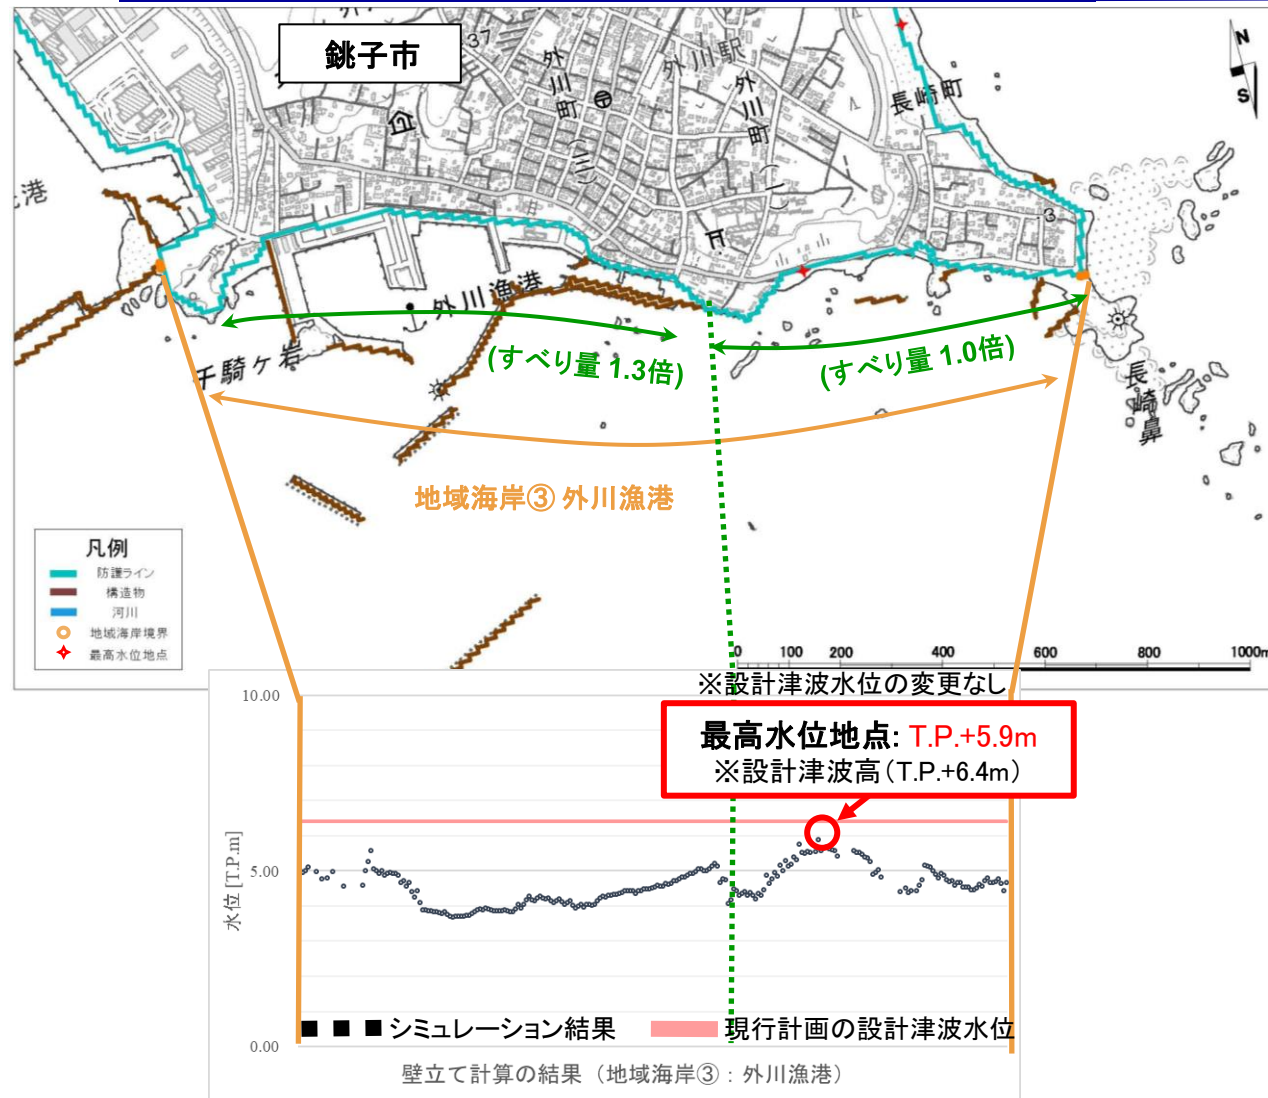 銚子市
37
外川駅
外川町(三)
外川町(一)
長崎町
3
N
S
外川漁港
千騎ヶ岩
(すべり量 1.3倍)
(すべり量 1.0倍)
長崎鼻
地域海岸③ 外川漁港
凡例
防護ライン
構造物
河川
地域海岸境界
最高水位地点
0 100 200 400 600 800 1000m
※設計津波水位の変更なし
最高水位地点: T.P.+5.9m
※設計津波高(T.P.+6.4m)
10.00
5.00
0.00
水位 [T.P.m]
シミュレーション結果
現行計画の設計津波水位
壁立て計算の結果(地域海岸③:外川漁港)